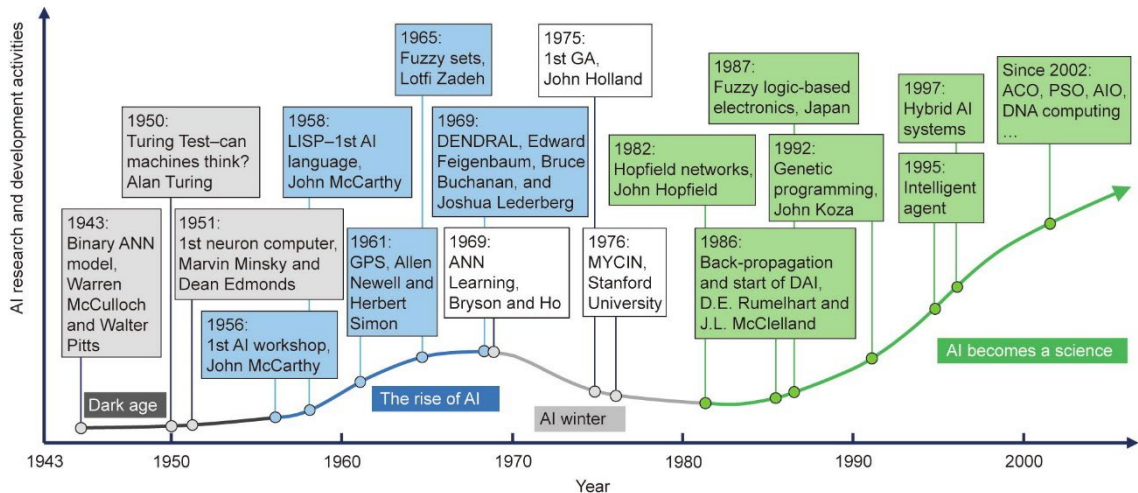 AI research and development activities
1943:
Binary ANN
model,
Warren
McCulloch
and Walter
Pitts
1950:
Turing Test–can
machines think?
Alan Turing
1951:
1st neuron computer,
Marvin Minsky and
Dean Edmonds
1956:
1st AI workshop,
John McCarthy
1958:
LISP–1st AI
language,
John McCarthy
1961:
GPS, Allen
Newell and
Herbert
Simon
1965:
Fuzzy sets,
Lotfi Zadeh
1969:
DENDRAL, Edward
Feigenbaum, Bruce
Buchanan, and
Joshua Lederberg
1969:
ANN
Learning,
Bryson and Ho
1975:
1st GA,
John Holland
1976:
MYCIN,
Stanford
University
1982:
Hopfield networks,
John Hopfield
1986:
Back-propagation
and start of DAI,
D.E. Rumelhart and
J.L. McClelland
1987:
Fuzzy logic-based
electronics, Japan
1992:
Genetic
programming,
John Koza
1995:
Intelligent
agent
1997:
Hybrid AI
systems
Since 2002:
ACO, PSO, AIO,
DNA computing
...
Dark age
The rise of AI
AI winter
AI becomes a science
1943
1950
1960
1970
1980
1990
2000
Year